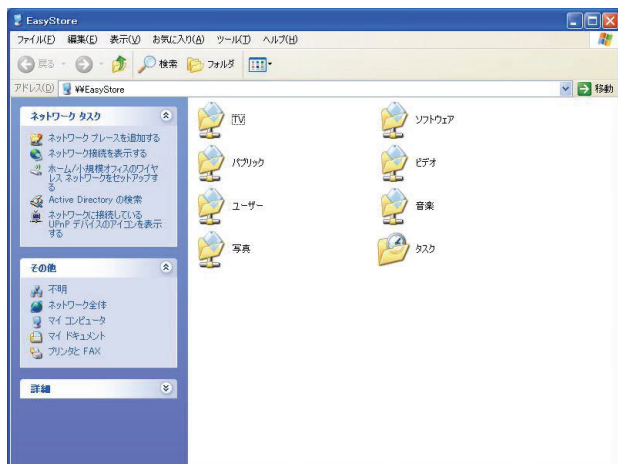 EasyStore
ファイル(F) 編集(E) 表示(V) お気に入り(A) ツール(T) ヘルプ(H)
戻る 検索 フォルダ
アドレス(D) ¥¥EasyStore 移動
ネットワーク タスク
ネットワーク プレースを追加する
ネットワーク接続を表示する
ホーム/小規模オフィスのワイヤ
レス ネットワークをセットアップす
る
Active Directory の検索
ネットワークに接続している
UPnP デバイスのアイコンを表示
する
その他
不明
ネットワーク全体
マイ コンピュータ
マイ ドキュメント
プリンタと FAX
詳細
TV
ソフトウェア
パブリック
ビデオ
ユーザー
音楽
写真
タスク